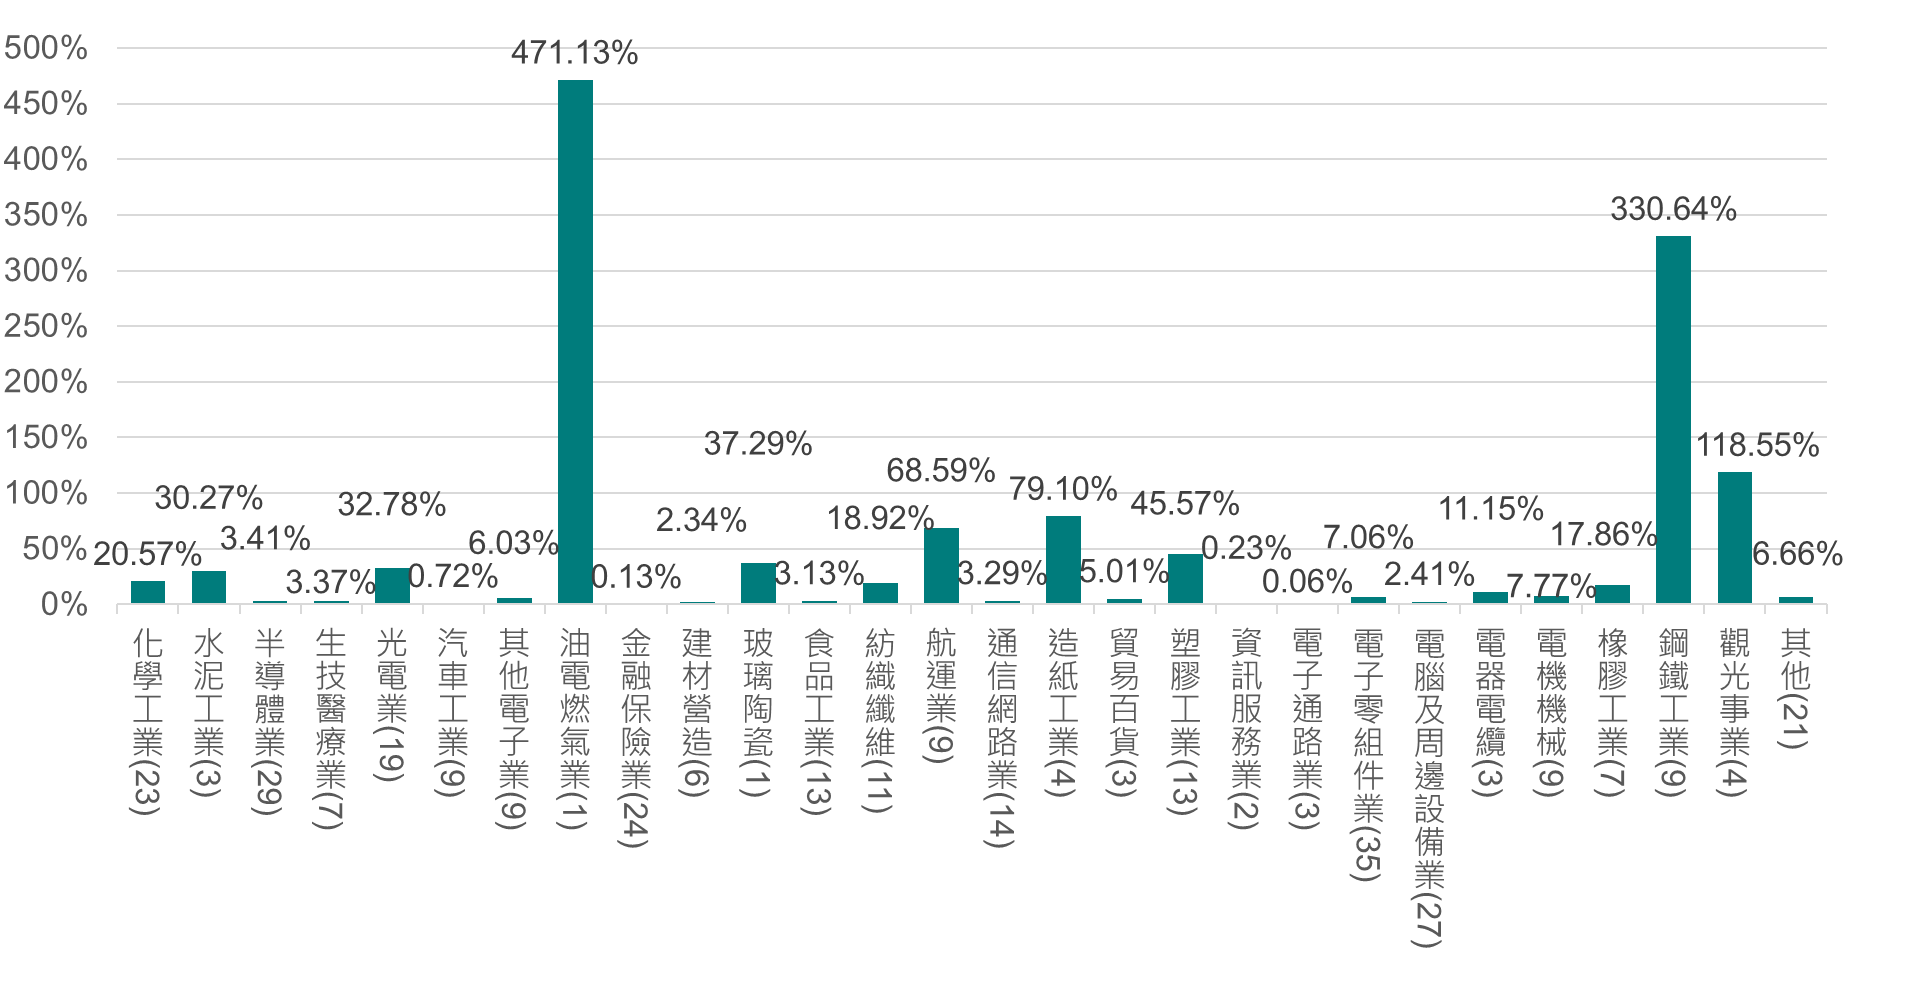 500%
450%
400%
350%
300%
250%
200%
150%
100%
50%
0%
20.57%
30.27%
3.41%
3.37%
32.78%
0.72%
6.03%
471.13%
0.13%
2.34%
37.29%
3.13%
18.92%
68.59%
3.29%
79.10%
5.01%
45.57%
0.23%
0.06%
7.06%
2.41%
11.15%
7.77%
17.86%
330.64%
118.55%
6.66%
化學工業(23)
水泥工業(3)
半導體業(29)
生技醫療業(7)
光電業(19)
汽車工業(9)
其他電子業(9)
油電燃氣業(1)
金融保險業(24)
建材營造(6)
玻璃陶瓷(1)
食品工業(13)
紡織纖維(11)
航運業(9)
通信網路業(14)
造紙工業(4)
貿易百貨(3)
塑膠工業(13)
資訊服務業(2)
電子通路業(3)
電子零組件業(35)
電腦及周邊設備業(27)
電器電纜(3)
電機機械(9)
橡膠工業(7)
鋼鐵工業(9)
觀光事業(4)
其他(21)